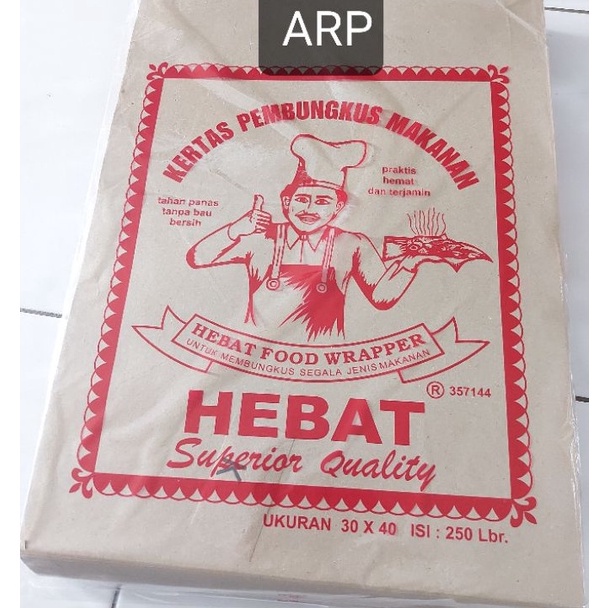 ARP
KERTAS PEMBUNGKUS MAKANAN
tahan panas
tanpa bau
bersih
praktis
hemat
dan terjamin
HEBAT FOOD WRAPPER
UNTUK MEMBUNGKUS SEGALA JENIS MAKANAN
® 357144
HEBAT
Superior Quality
UKURAN 30 X 40 ISI : 250 Lbr.